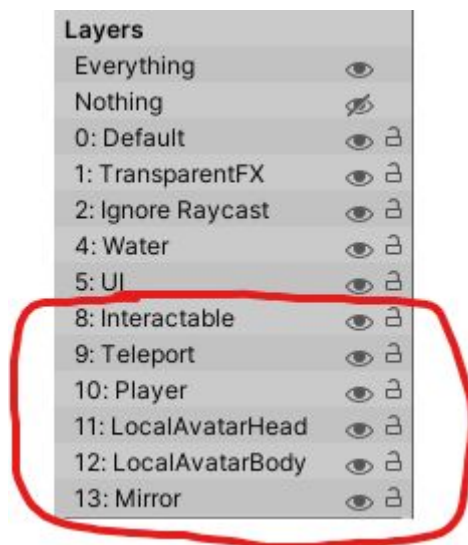 Layers
Everything
Nothing
0: Default
1: TransparentFX
2: Ignore Raycast
4: Water
5: UI
8: Interactable
9: Teleport
10: Player
11: LocalAvatarHead
12: LocalAvatarBody
13: Mirror